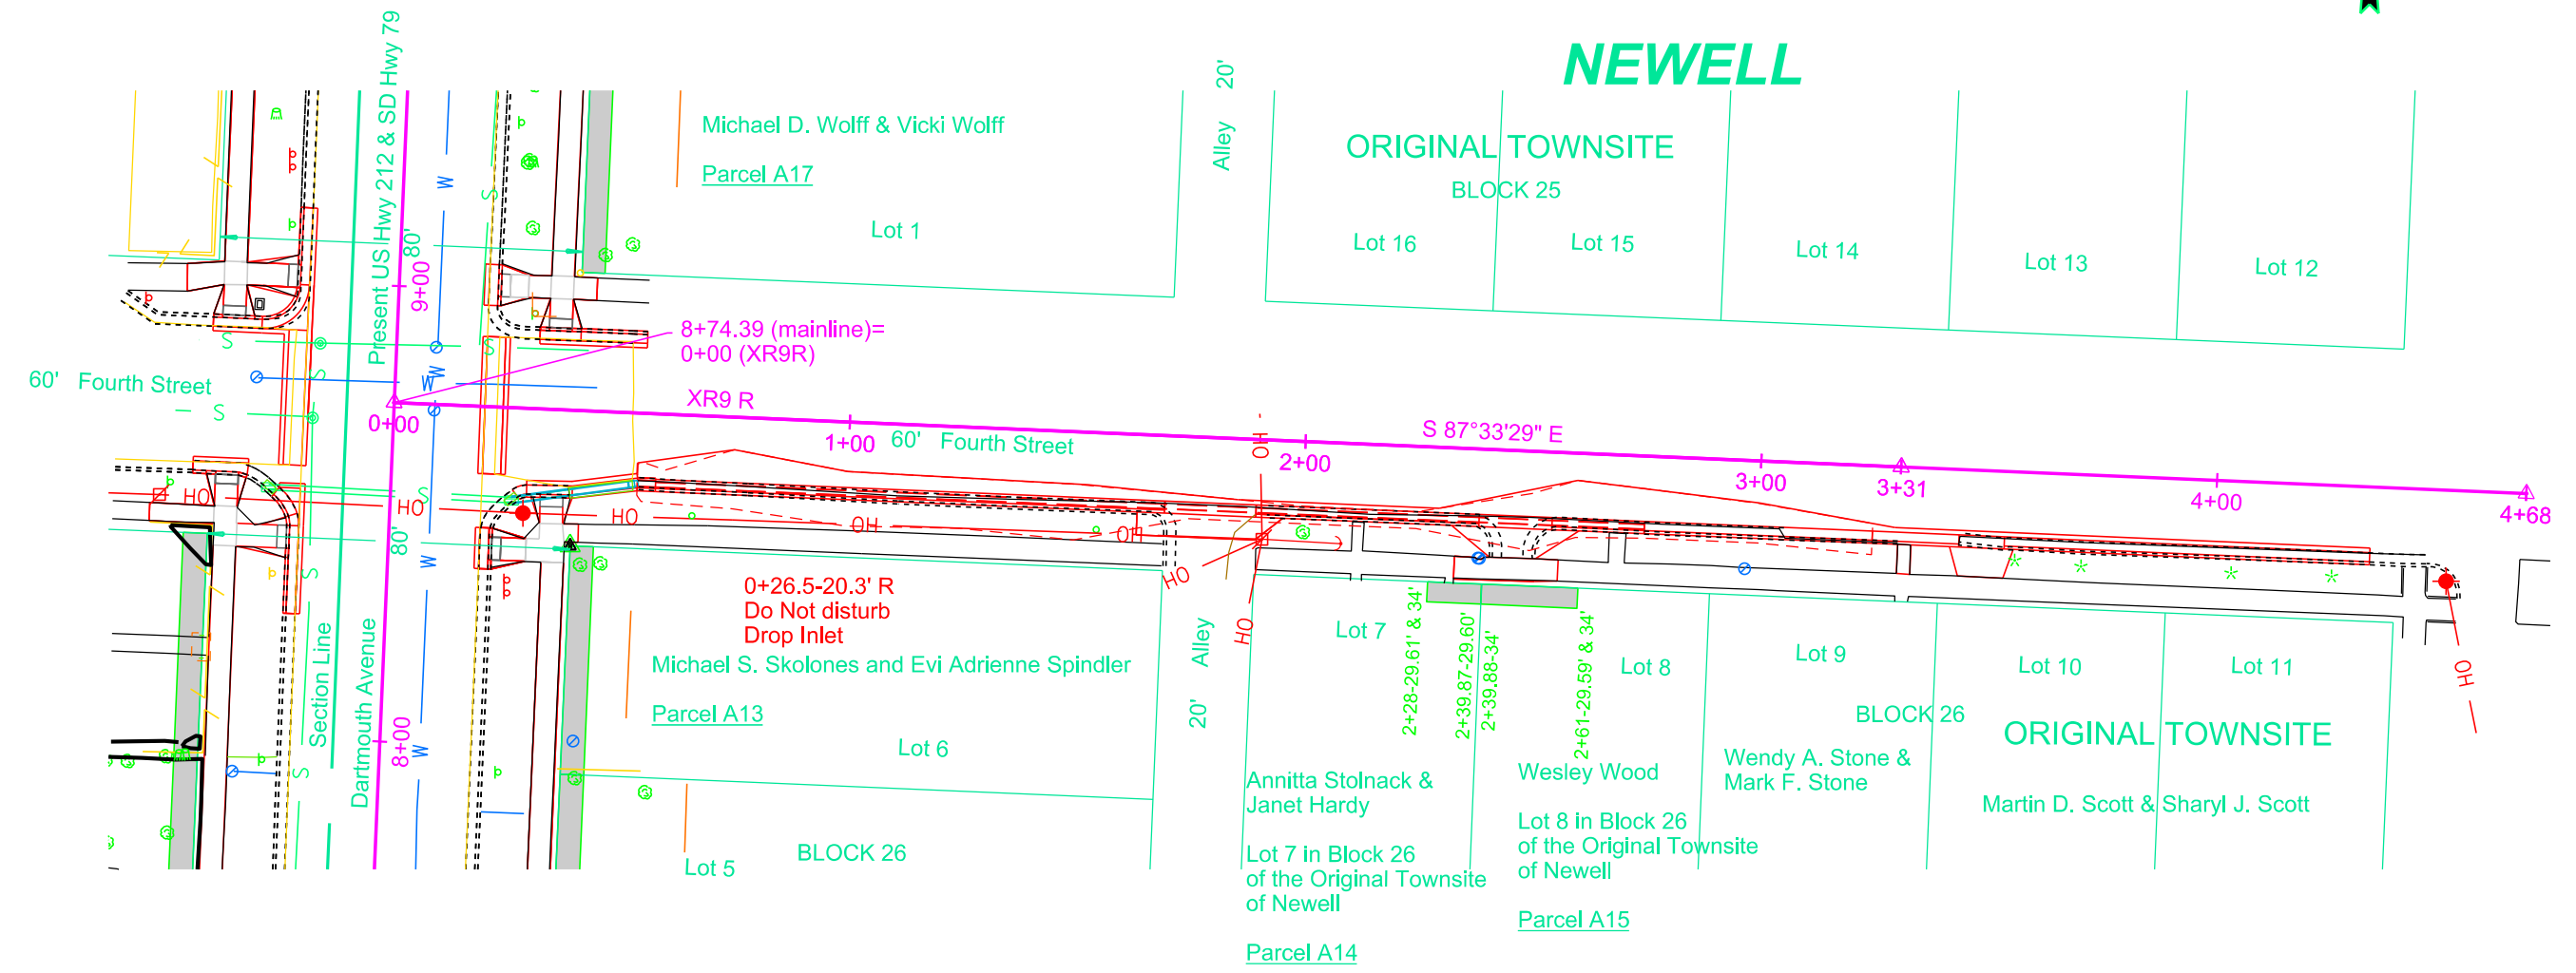 NEWELL
Present US Hwy 212 & SD Hwy 79
Michael D. Wolff & Vicki Wolff
Parcel A17
Lot 1
Alley 20'
ORIGINAL TOWNSITE
BLOCK 25
Lot 16
Lot 15
Lot 14
Lot 13
Lot 12
80'
9+00
W
S
8+74.39 (mainline)=
0+00 (XR9R)
S
S
W
W
S
60' Fourth Street
S
XR9 R
0+00
1+00
60' Fourth Street
OH
2+00
S 87°33'29" E
3+00
3+31
4+00
4+68
OH
OH
S
OH
OH
OH
OH
OH
OH
80'
W
S
0+26.5-20.3' R
Do Not disturb
Drop Inlet
Michael S. Skolones and Evi Adrienne Spindler
Parcel A13
Lot 6
Lot 5
BLOCK 26
Section Line
Dartmouth Avenue
8+00
W
S
S
20' Alley
Lot 7
2+28-29.61' & 34'
2+39.87-29.60'
2+39.88-34'
2+61-29.59' & 34'
Lot 8
Lot 9
Lot 10
Lot 11
BLOCK 26
ORIGINAL TOWNSITE
Annitta Stolnack &
Janet Hardy
Lot 7 in Block 26
of the Original Townsite
of Newell
Parcel A14
Wesley Wood
Lot 8 in Block 26
of the Original Townsite
of Newell
Parcel A15
Wendy A. Stone &
Mark F. Stone
Martin D. Scott & Sharyl J. Scott